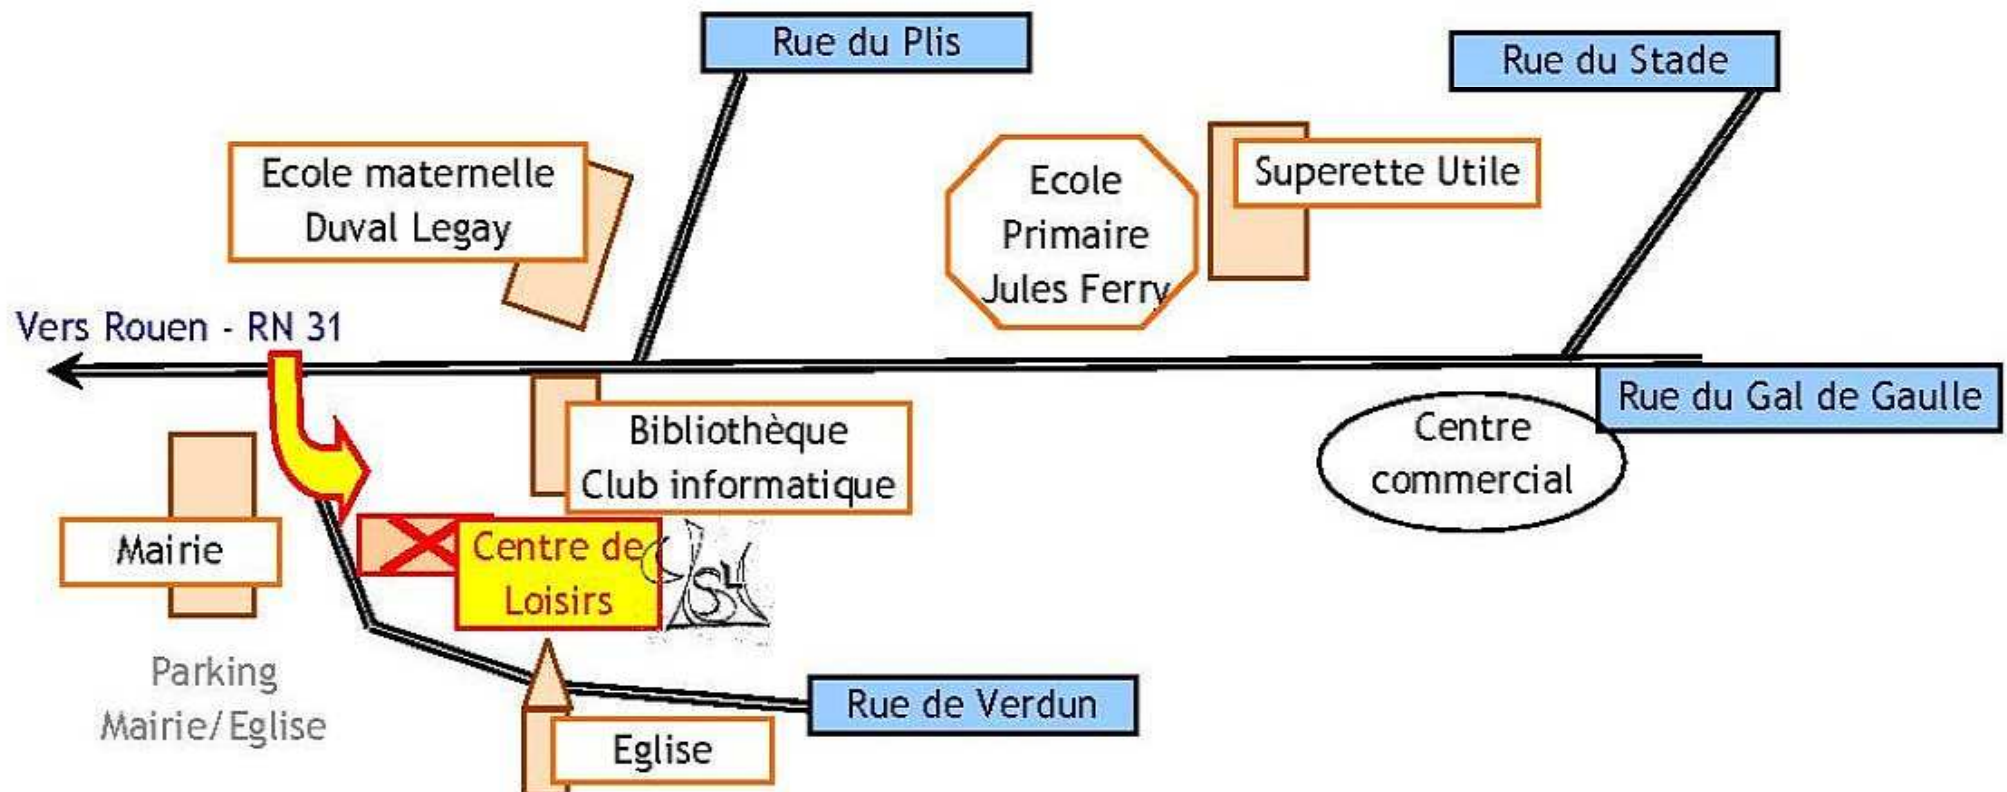 Rue du Plis
Rue du Stade
Ecole maternelle
Duval Legay
Ecole
Primaire
Jules Ferry
Superette Utile
Vers Rouen - RN 31
Rue du Gal de Gaulle
Centre
commercial
Bibliothèque
Club informatique
Mairie
Centre de
Loisirs
Parking
Mairie/Eglise
Rue de Verdun
Eglise